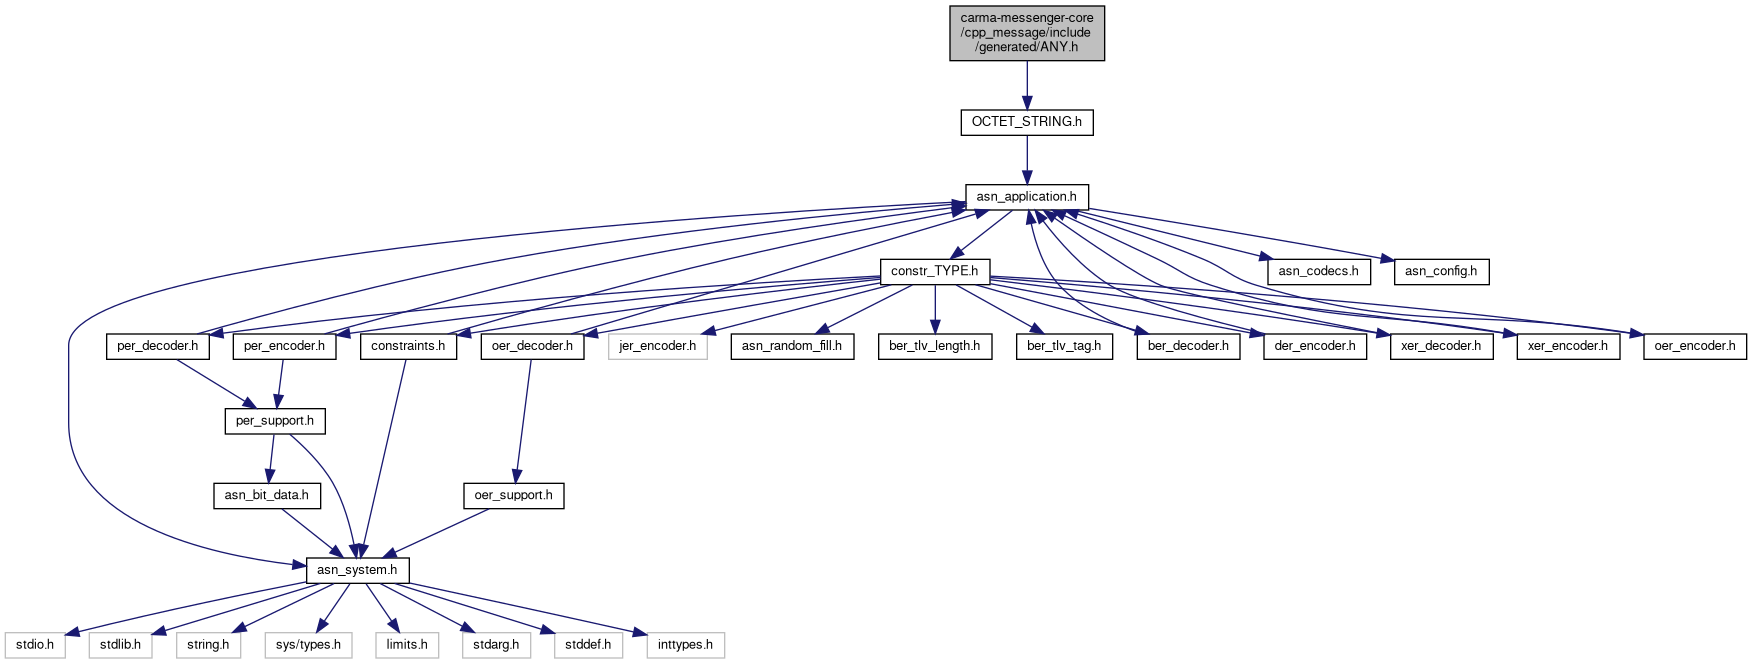 carma-messenger-core
/cpp_message/include
/generated/ANY.h
OCTET_STRING.h
asn_application.h
constr_TYPE.h
asn_codecs.h
asn_config.h
per_decoder.h
per_encoder.h
constraints.h
oer_decoder.h
jer_encoder.h
asn_random_fill.h
ber_tlv_length.h
ber_tlv_tag.h
ber_decoder.h
der_encoder.h
xer_decoder.h
xer_encoder.h
oer_encoder.h
per_support.h
asn_bit_data.h
oer_support.h
asn_system.h
stdio.h
stdlib.h
string.h
sys/types.h
limits.h
stdarg.h
stddef.h
inttypes.h